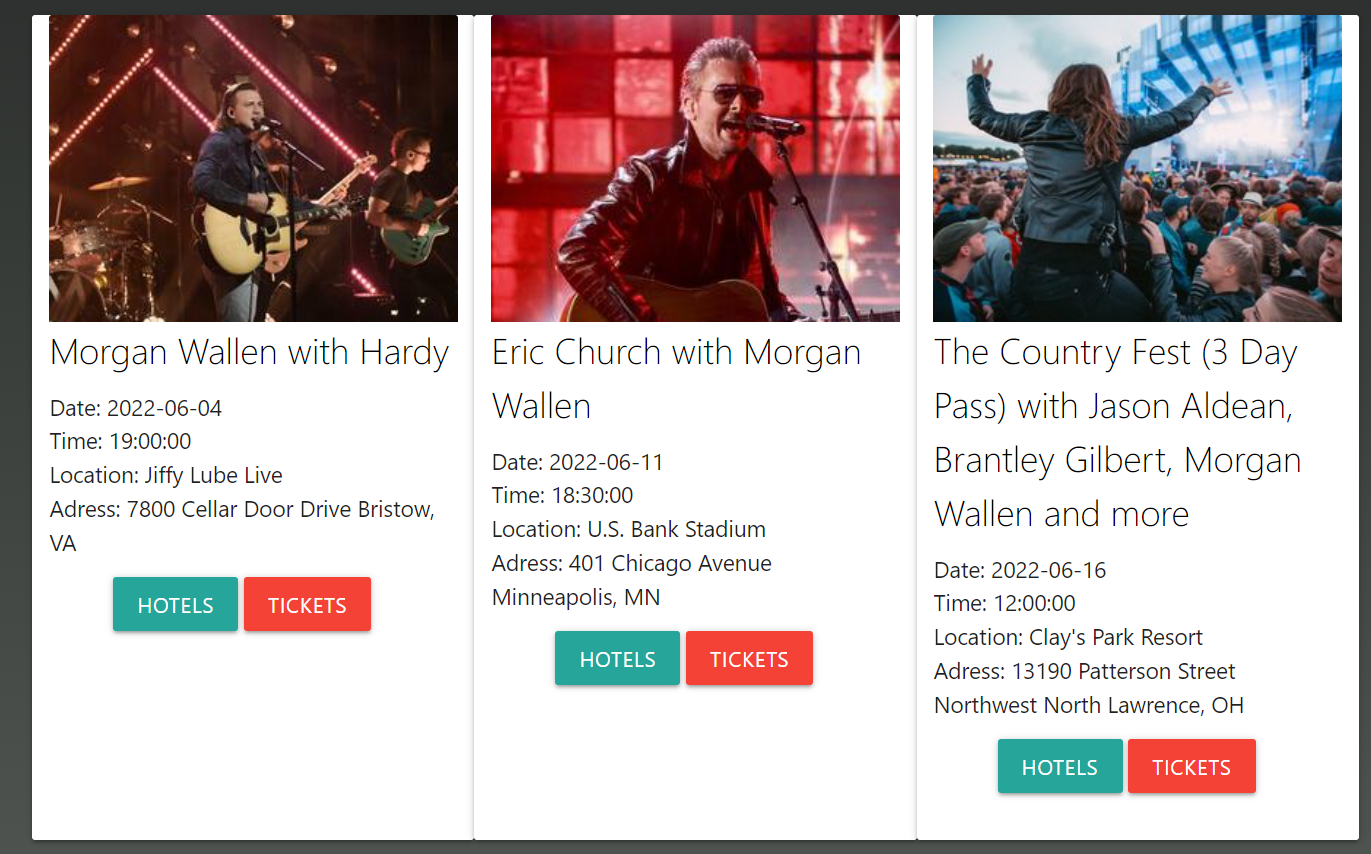 Morgan Wallen with Hardy
Date: 2022-06-04
Time: 19:00:00
Location: Jiffy Lube Live
Adress: 7800 Cellar Door Drive Bristow,
VA
HOTELS
TICKETS
Eric Church with Morgan
Wallen
Date: 2022-06-11
Time: 18:30:00
Location: U.S. Bank Stadium
Adress: 401 Chicago Avenue
Minneapolis, MN
HOTELS
TICKETS
The Country Fest (3 Day
Pass) with Jason Aldean,
Brantley Gilbert, Morgan
Wallen and more
Date: 2022-06-16
Time: 12:00:00
Location: Clay's Park Resort
Adress: 13190 Patterson Street
Northwest North Lawrence, OH
HOTELS
TICKETS